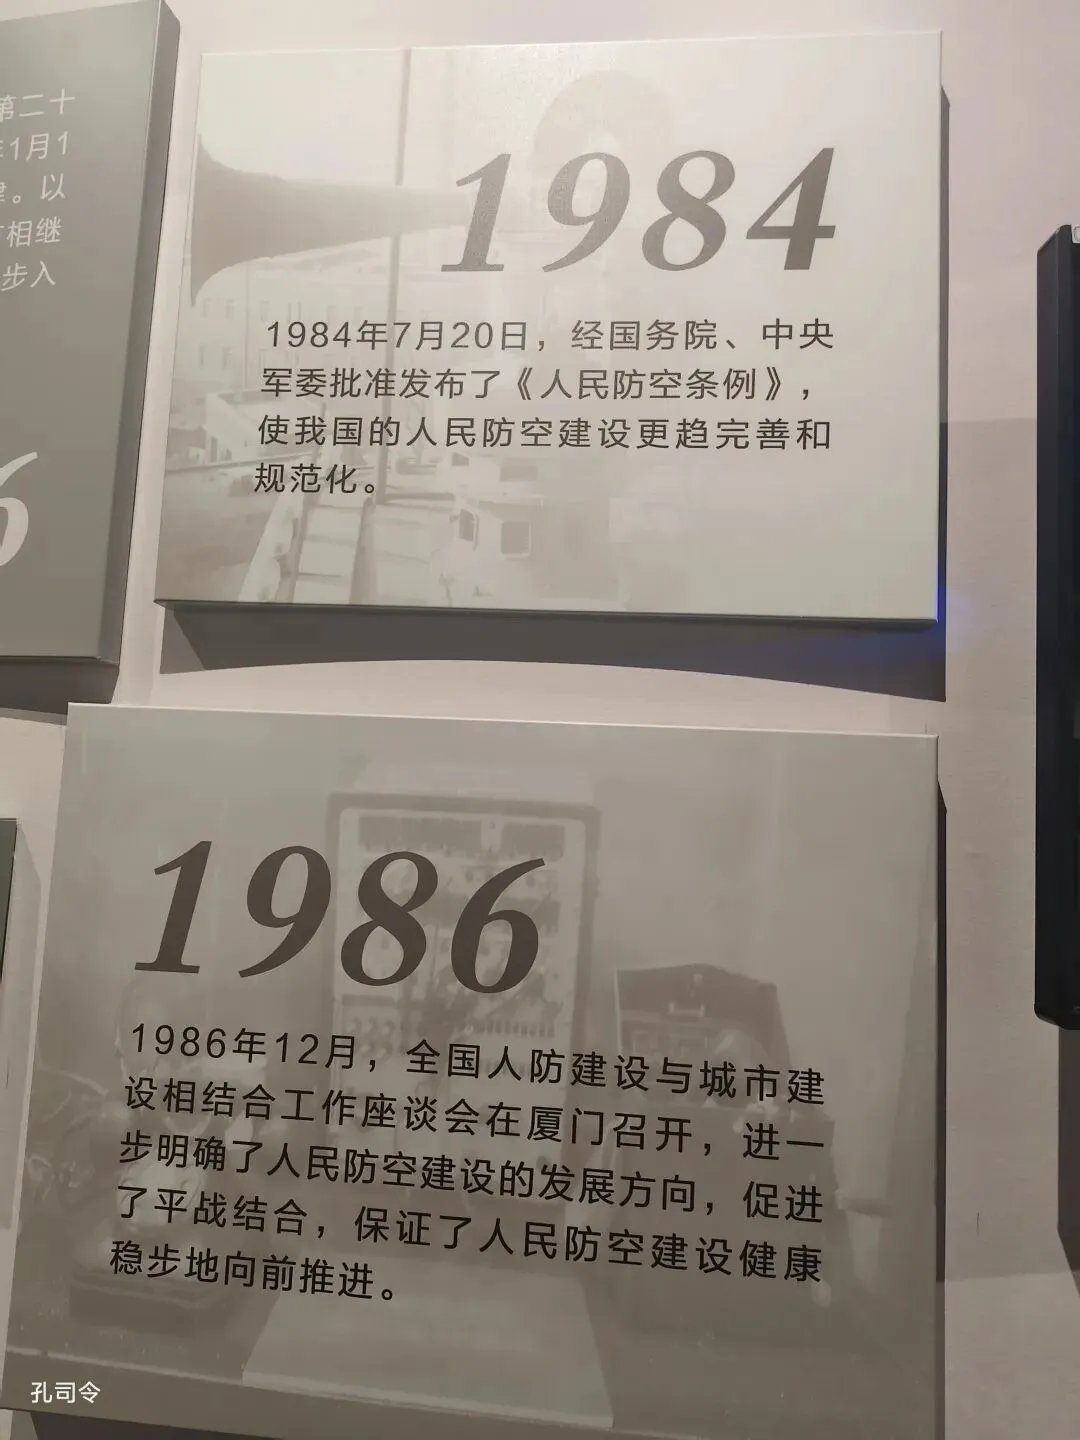 第二十
年1月1
律。以
方相继
步入
6
1984
1984年7月20日，经国务院、中央
军委批准发布了《人民防空条例》，
使我国的人民防空建设更趋完善和
规范化。
1986
1986年12月，全国人防建设与城市建
设相结合工作座谈会在厦门召开，进一
步明确了人民防空建设的发展方向，促进
了平战结合，保证了人民防空建设健康
稳步地向前推进。
孔司令